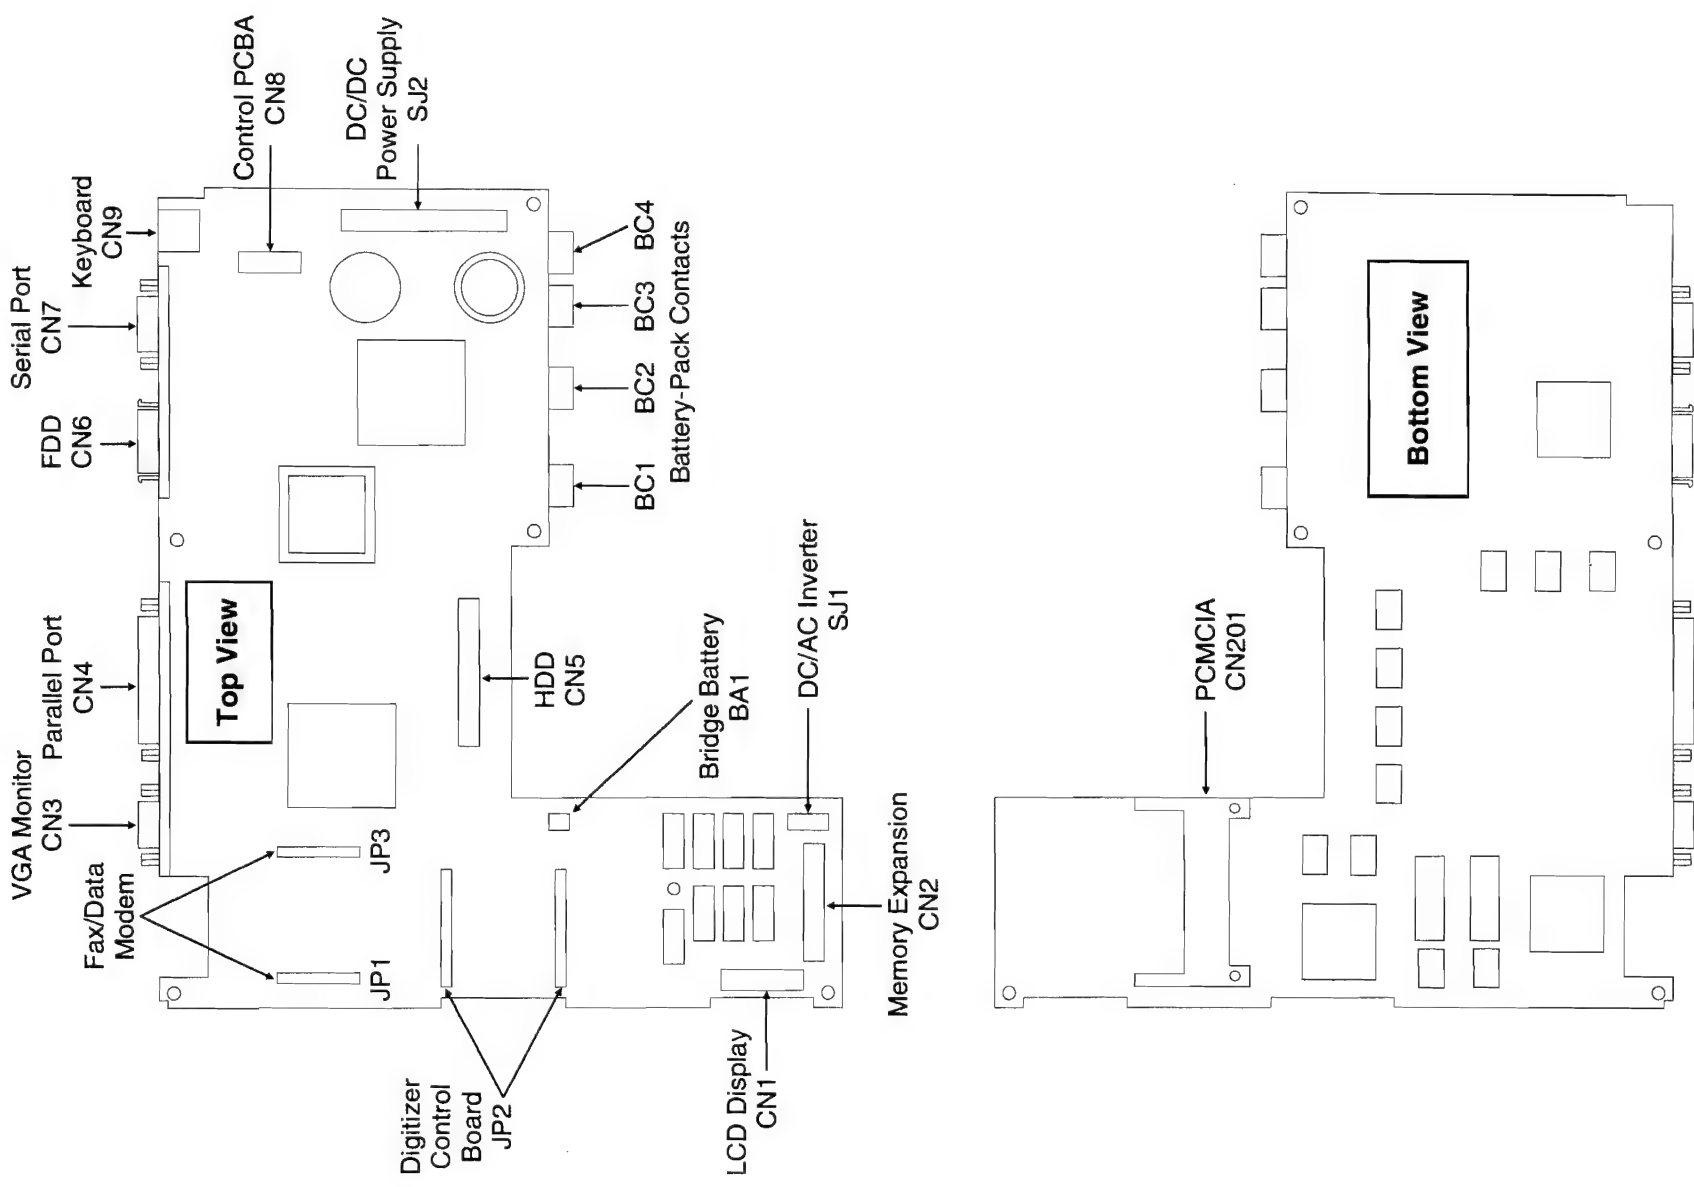 VGA Monitor
CN3
Parallel Port
CN4
FDD
CN6
Serial Port
CN7
Keyboard
CN9
Control PCBA
CN8
DC/DC
Power Supply
SJ2
Fax/Data
Modem
JP1
JP3
Top View
HDD
CN5
BC1
BC2
BC3
BC4
Battery-Pack Contacts
Digitizer
Control
Board
JP2
Bridge Battery
BA1
DC/AC Inverter
SJ1
LCD Display
CN1
Memory Expansion
CN2
PCMCIA
CN201
Bottom View